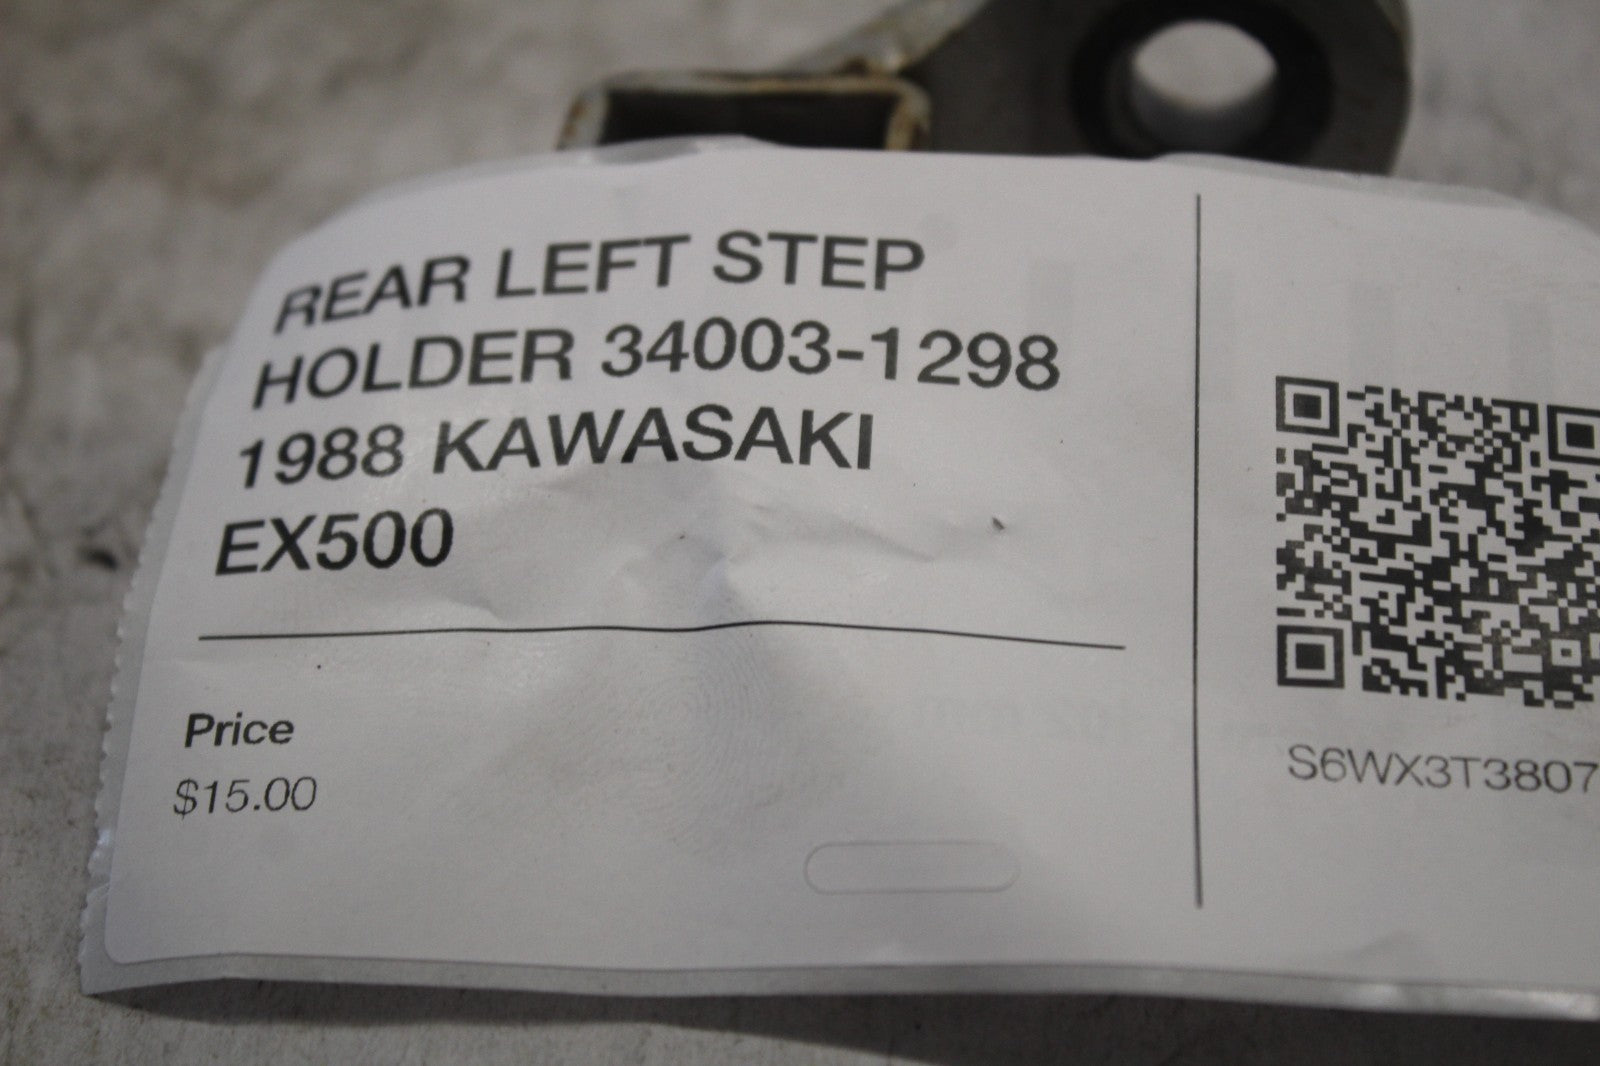 REAR LEFT STEP
HOLDER 34003-1298
1988 KAWASAKI
EX500
Price
$15.00
S6WX3T3807